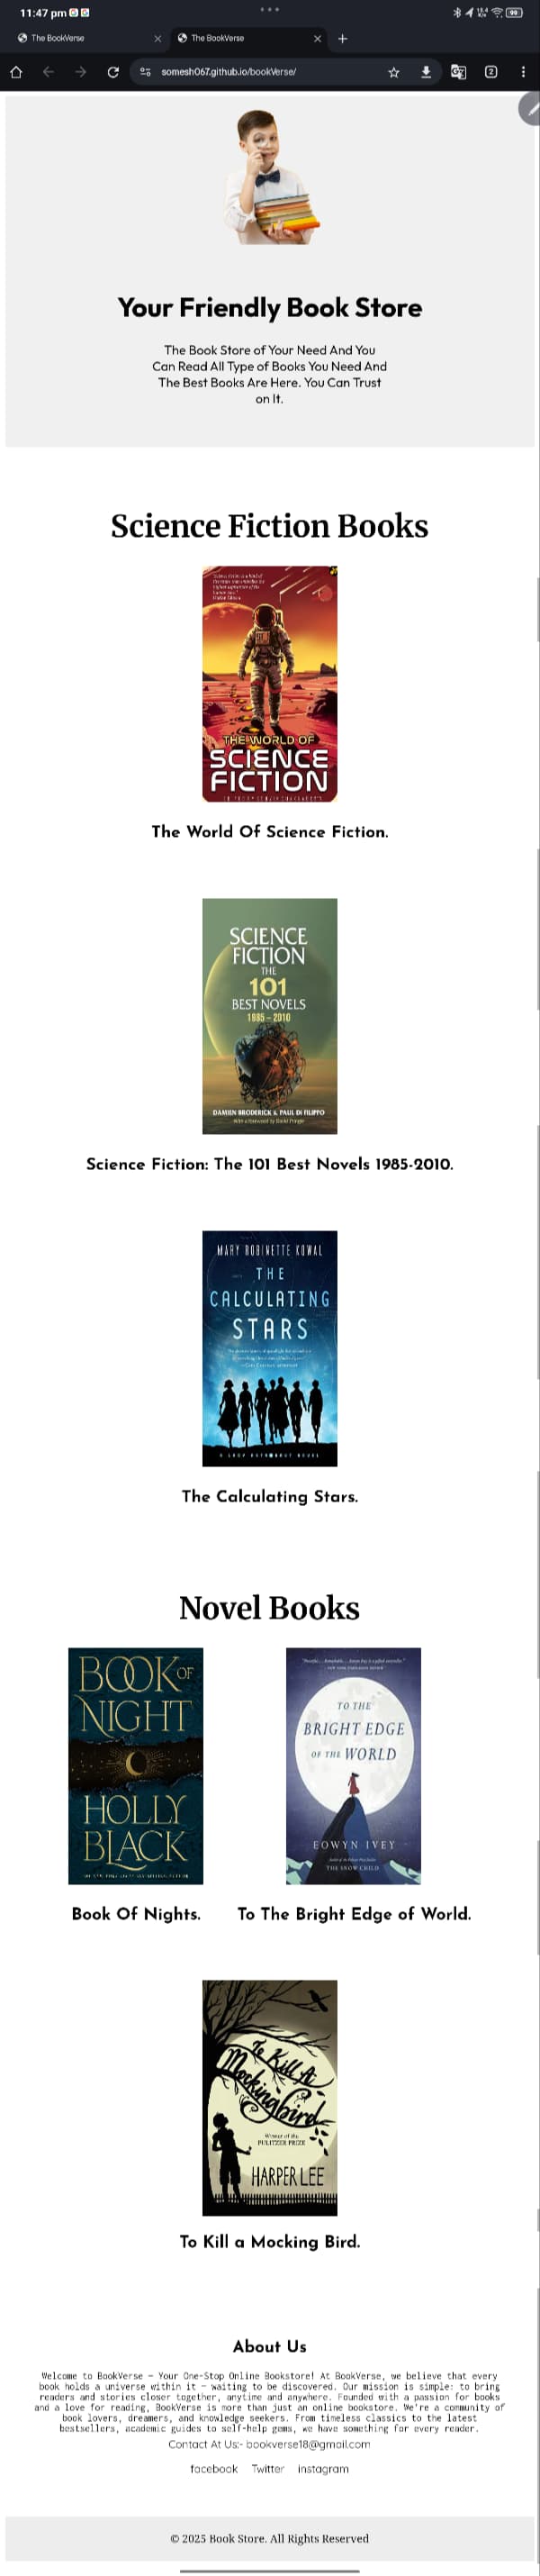 11:47 pm
The BookVerse
The BookVerse
somesh067.github.io/bookVerse/
2
99
Your Friendly Book Store
The Book Store of Your Need And You
Can Read All Type of Books You Need And
The Best Books Are Here. You Can Trust
on It.
Science Fiction Books
THE WORLD OF
SCIENCE
FICTION
The World Of Science Fiction.
SCIENCE
FICTION
THE
101
BEST NOVELS
1985 – 2010
DAMIEN BRODERICK & PAUL DI FILIPPO
Science Fiction: The 101 Best Novels 1985-2010.
MARY ROBINETTE KOWAL
THE
CALCULATING
STARS
The Calculating Stars.
Novel Books
BOOK OF
NIGHT
HOLLY
BLACK
Book Of Nights.
TO THE
BRIGHT EDGE
OF THE WORLD
EOWYN IVEY
THE SNOW CHILD
To The Bright Edge of World.
To Kill A
Mockingbird
Winner of the
PULITZER PRIZE
HARPER LEE
To Kill a Mocking Bird.
About Us
Welcome to BookVerse – Your One-Stop Online Bookstore! At BookVerse, we believe that every
book holds a universe within it – waiting to be discovered. Our mission is simple: to bring
readers and stories closer together, anytime and anywhere. Founded with a passion for books
and a love for reading, BookVerse is more than just an online bookstore. We're a community of
book lovers, dreamers, and knowledge seekers. From timeless classics to the latest
bestsellers, academic guides to self-help gems, we have something for every reader.
Contact At Us:- bookverse18@gmail.com
facebook Twitter instagram
© 2025 Book Store. All Rights Reserved